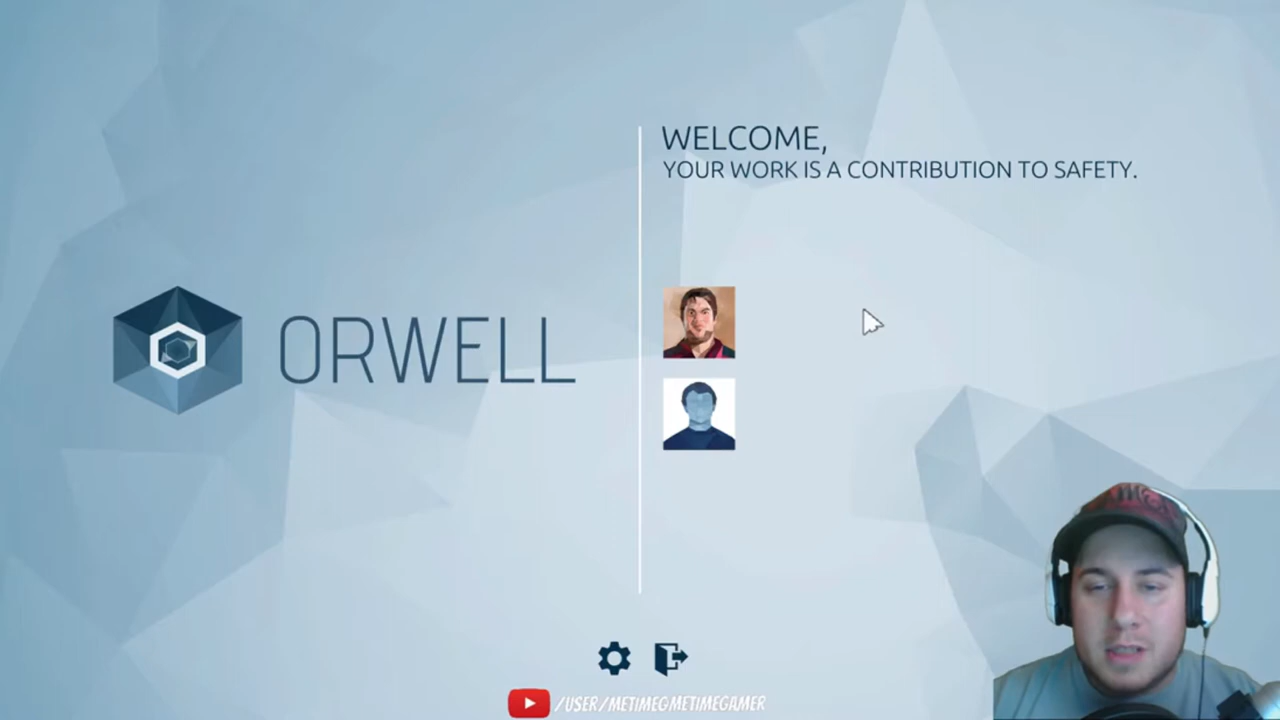 WELCOME,
YOUR WORK IS A CONTRIBUTION TO SAFETY.
ORWELL
/USER/METIMEGMETIMEGAMER